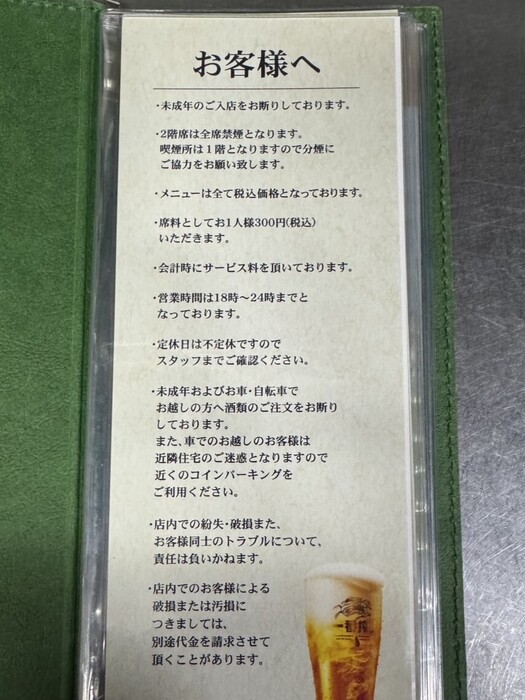 お客様へ
・未成年のご入店をお断りしております。
・2階席は全席禁煙となります。
喫煙所は１階となりますので分煙に
ご協力をお願い致します。
・メニューは全て税込価格となっております。
・席料としてお1人様300円(税込)
いただきます。
・会計時にサービス料を頂いております。
・営業時間は18時～24時までと
なっております。
・定休日は不定休ですので
スタッフまでご確認ください。
・未成年およびお車･自転車で
お越しの方へ酒類のご注文をお断り
しております。
また､車でのお越しのお客様は
近隣住宅のご迷惑となりますので
近くのコインパーキングを
ご利用ください。
・店内での紛失･破損また､
お客様同士のトラブルについて､
責任は負いかねます。
・店内でのお客様による
破損または汚損に
つきましては､
別途代金を請求させて
頂くことがあります。
一番搾り